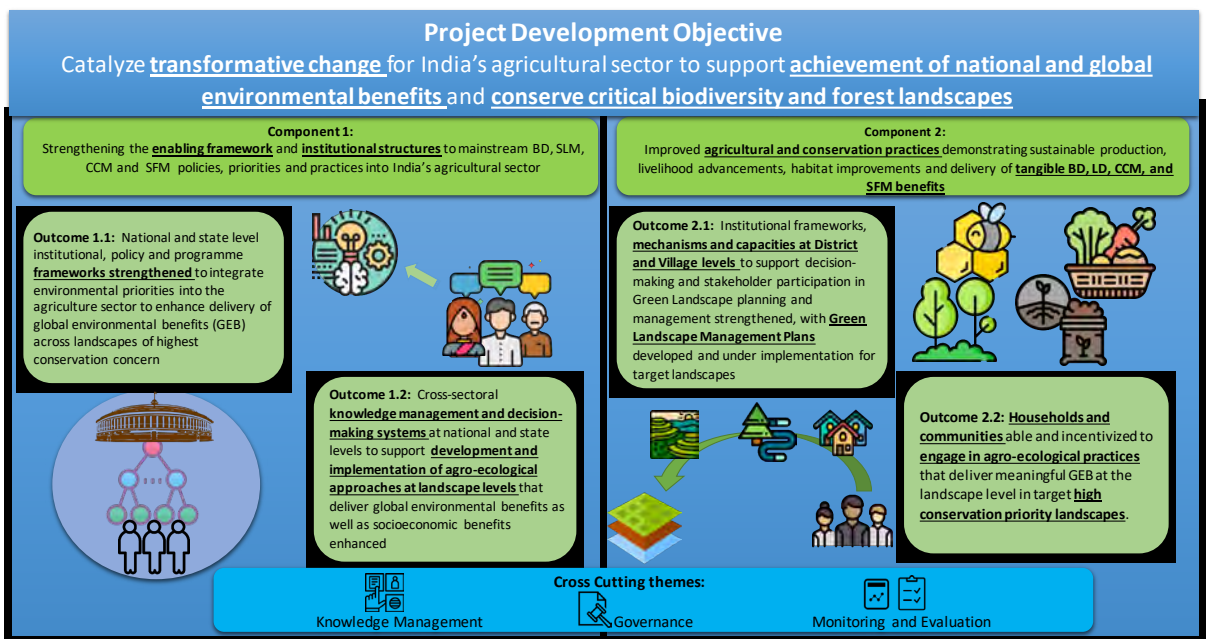 Project Development Objective
Catalyze transformative change for India's agricultural sector to support achievement of national and global
environmental benefits and conserve critical biodiversity and forest landscapes
Component 1:
Strengthening the enabling framework and institutional structures to mainstream BD, SLM,
CCM and SFM policies, priorities and practices into India's agricultural sector
Outcome 1.1: National and state level
institutional, policy and programme
frameworks strengthened to integrate
environmental priorities into the
agriculture sector to enhance delivery of
global environmental benefits (GEB)
across landscapes of highest
conservation concern
Outcome 1.2: Cross-sectoral
knowledge management and decision-
making systems at national and state
levels to support development and
implementation of agro-ecological
approaches at landscape levels that
deliver global environmental benefits as
well as socioeconomic benefits
enhanced
Component 2:
Improved agricultural and conservation practices demonstrating sustainable production,
livelihood advancements, habitat improvements and delivery of tangible BD, LD, CCM, and
SFM benefits
Outcome 2.1: Institutional frameworks,
mechanisms and capacities at District
and Village levels to support decision-
making and stakeholder participation in
Green Landscape planning and
management strengthened, with Green
Landscape Management Plans
developed and under implementation for
target landscapes
Outcome 2.2: Households and
communities able and incentivized to
engage in agro-ecological practices
that deliver meaningful GEB at the
landscape level in target high
conservation priority landscapes.
Cross Cutting themes:
Knowledge Management
Governance
Monitoring and Evaluation